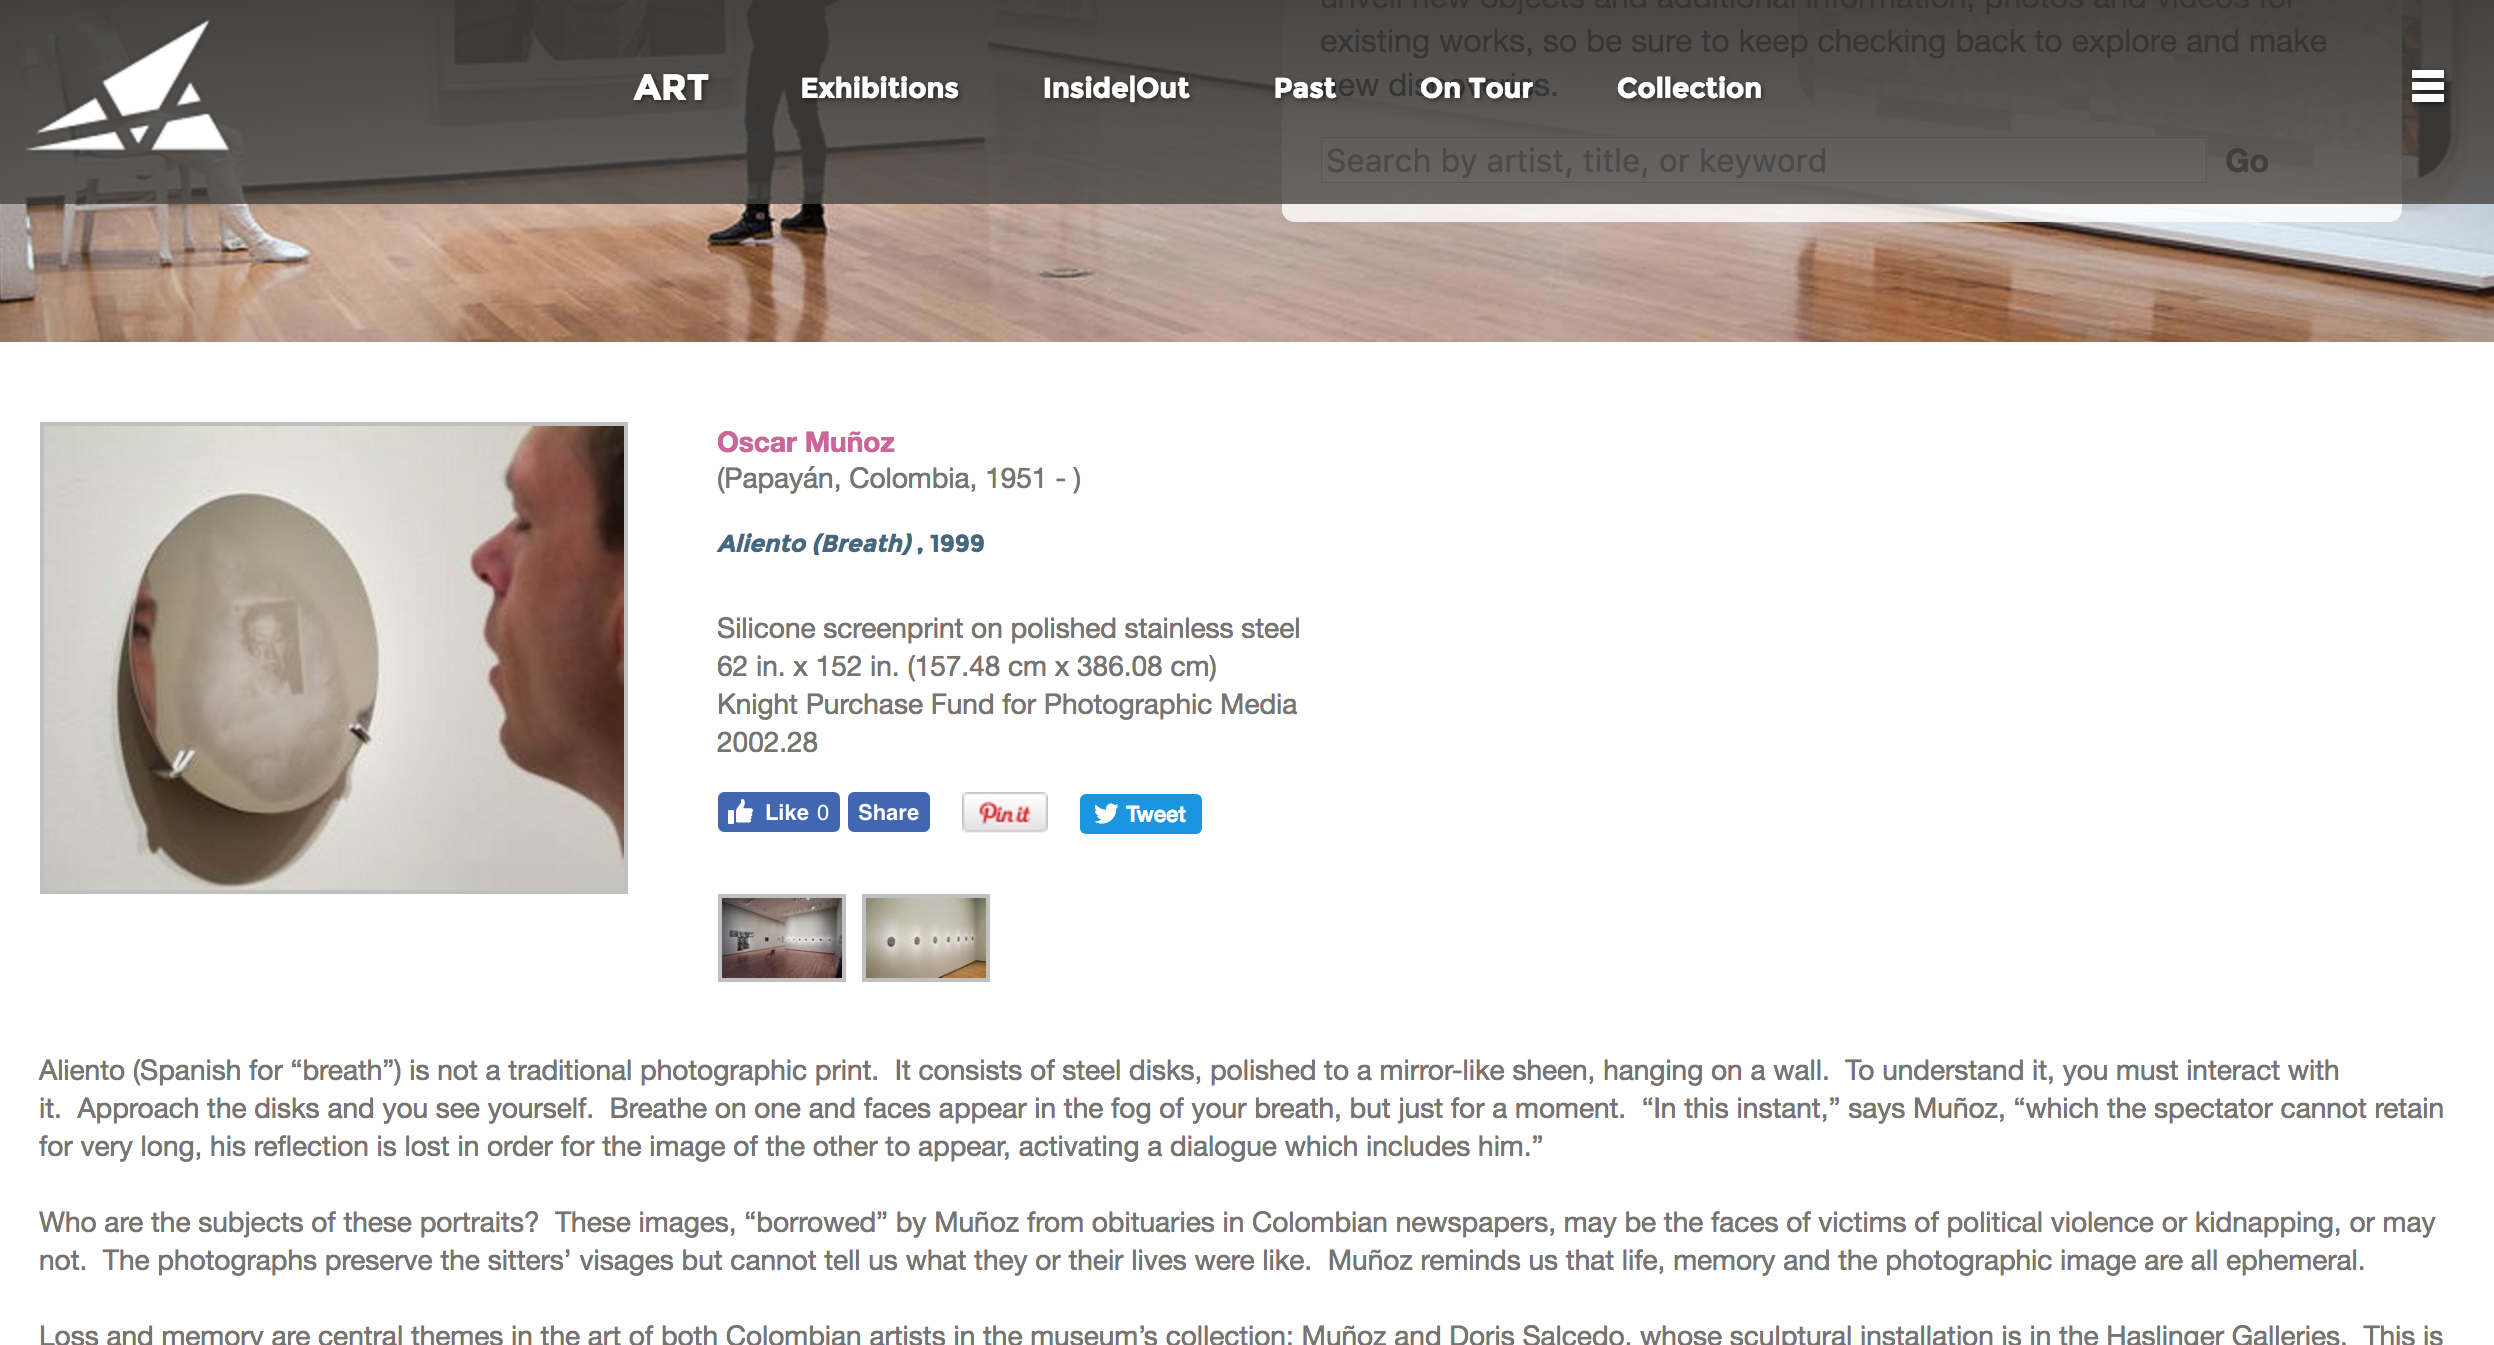 unveil new objects and additional information, photos and videos for
existing works, so be sure to keep checking back to explore and make
new discoveries.
ART Exhibitions Inside|Out Past On Tour Collection
Search by artist, title, or keyword Go
Oscar Muñoz
(Papayán, Colombia, 1951 - )
Aliento (Breath) , 1999
Silicone screenprint on polished stainless steel
62 in. x 152 in. (157.48 cm x 386.08 cm)
Knight Purchase Fund for Photographic Media
2002.28
Like 0 Share Pin it Tweet
Aliento (Spanish for “breath”) is not a traditional photographic print.  It consists of steel disks, polished to a mirror-like sheen, hanging on a wall.  To understand it, you must interact with
it.  Approach the disks and you see yourself.  Breathe on one and faces appear in the fog of your breath, but just for a moment.  “In this instant,” says Muñoz, “which the spectator cannot retain
for very long, his reflection is lost in order for the image of the other to appear, activating a dialogue which includes him.”
Who are the subjects of these portraits?  These images, “borrowed” by Muñoz from obituaries in Colombian newspapers, may be the faces of victims of political violence or kidnapping, or may
not.  The photographs preserve the sitters’ visages but cannot tell us what they or their lives were like.  Muñoz reminds us that life, memory and the photographic image are all ephemeral.
Loss and memory are central themes in the art of both Colombian artists in the museum’s collection: Muñoz and Doris Salcedo, whose sculptural installation is in the Haslinger Galleries.  This is